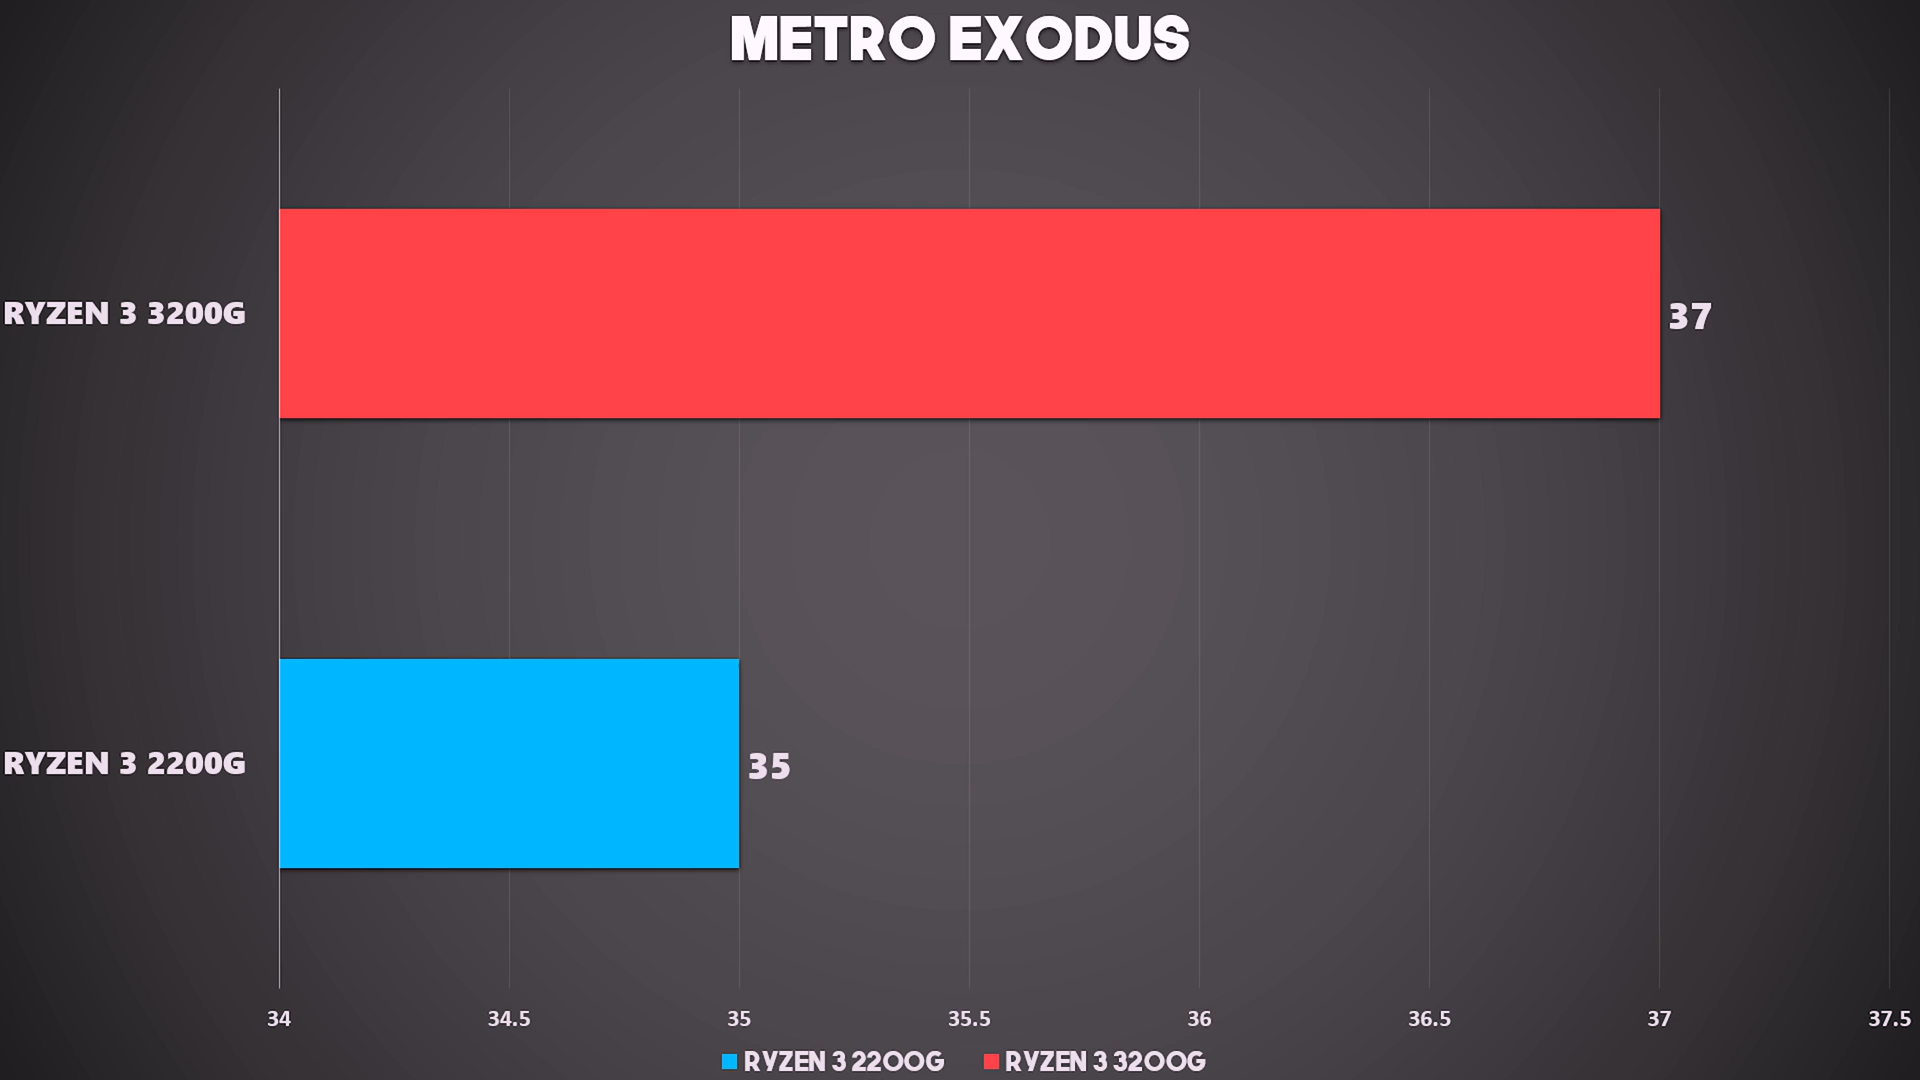 METRO EXODUS
RYZEN 3 3200G
37
RYZEN 3 2200G
35
34 34.5 35 35.5 36 36.5 37 37.5
RYZEN 3 2200G RYZEN 3 3200G